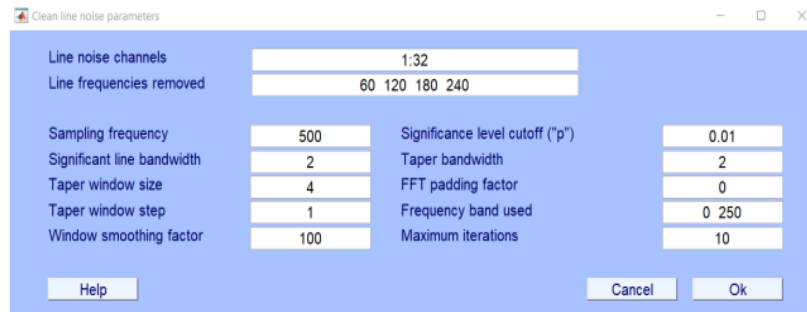 Clean line noise parameters
Line noise channels 1:32
Line frequencies removed 60 120 180 240
Sampling frequency 500 Significance level cutoff ("p") 0.01
Significant line bandwidth 2 Taper bandwidth 2
Taper window size 4 FFT padding factor 0
Taper window step 1 Frequency band used 0 250
Window smoothing factor 100 Maximum iterations 10
Help Cancel Ok